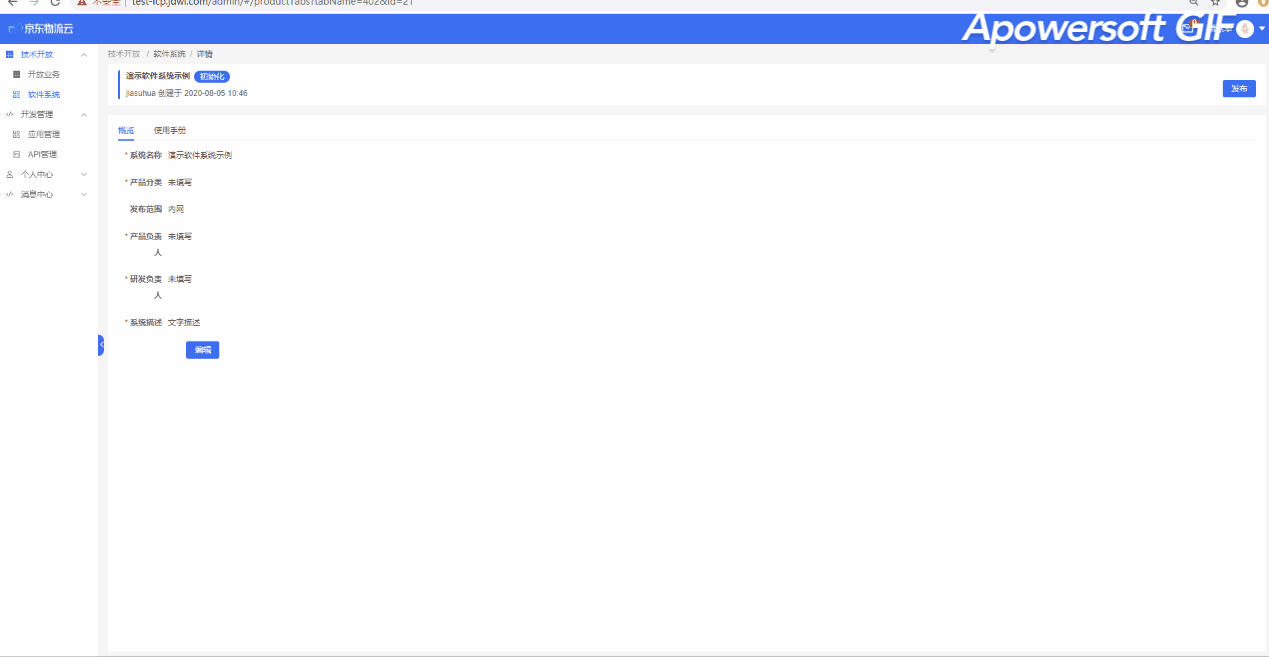 不安全 | test-lcp.jdwl.com/admin/#/productTabs?tabName=402&id=21
京东物流云
Apowersoft GIF
技术开放
开放业务
软件系统
开发管理
应用管理
API管理
个人中心
消息中心
技术开放 / 软件系统 / 详情
演示软件系统示例 初始化
jiasuhua 创建于 2020-08-05 10:46
发布
概览 使用手册
* 系统名称 演示软件系统示例
* 产品分类 未填写
发布范围 内网
* 产品负责 未填写
人
* 研发负责 未填写
人
* 系统描述 文字描述
编辑